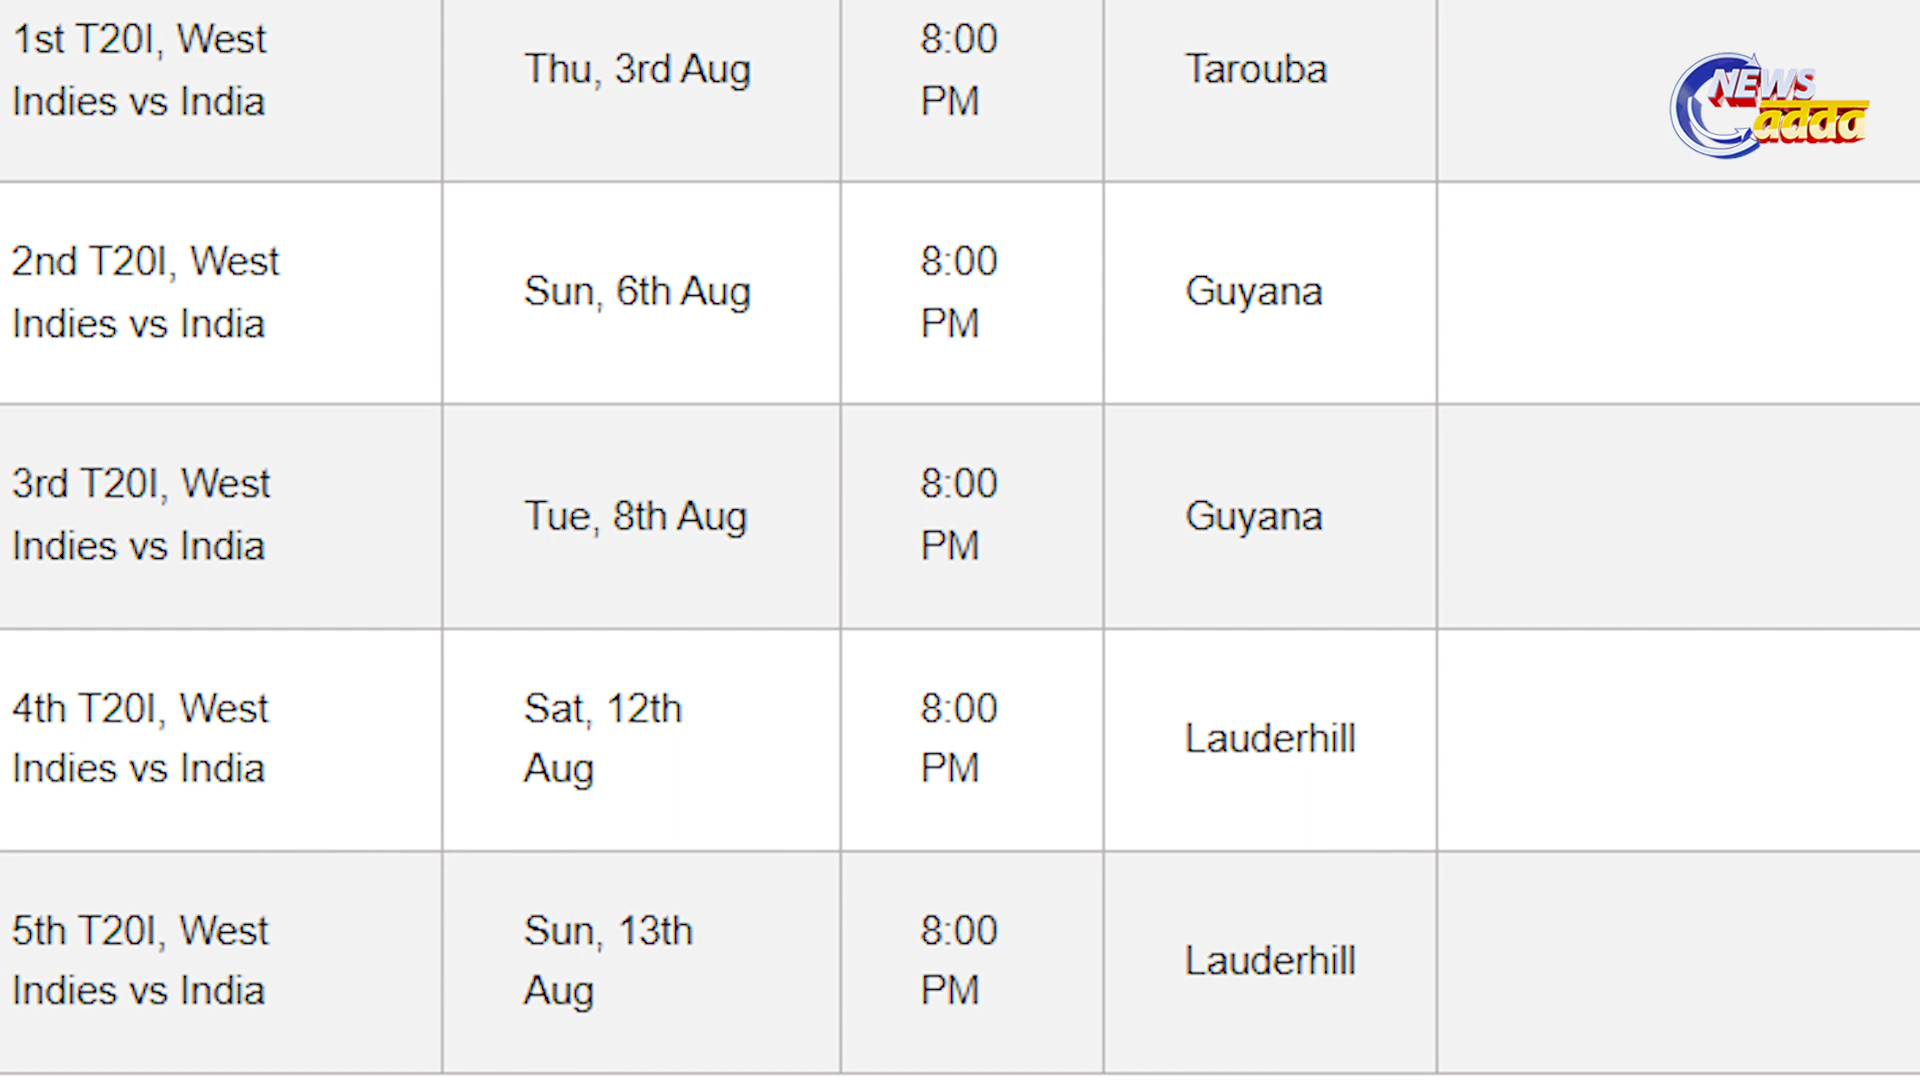 1st T20I, West
Indies vs India
Thu, 3rd Aug
8:00
PM
Tarouba
NEWS
adda
2nd T20I, West
Indies vs India
Sun, 6th Aug
8:00
PM
Guyana
3rd T20I, West
Indies vs India
Tue, 8th Aug
8:00
PM
Guyana
4th T20I, West
Indies vs India
Sat, 12th
Aug
8:00
PM
Lauderhill
5th T20I, West
Indies vs India
Sun, 13th
Aug
8:00
PM
Lauderhill